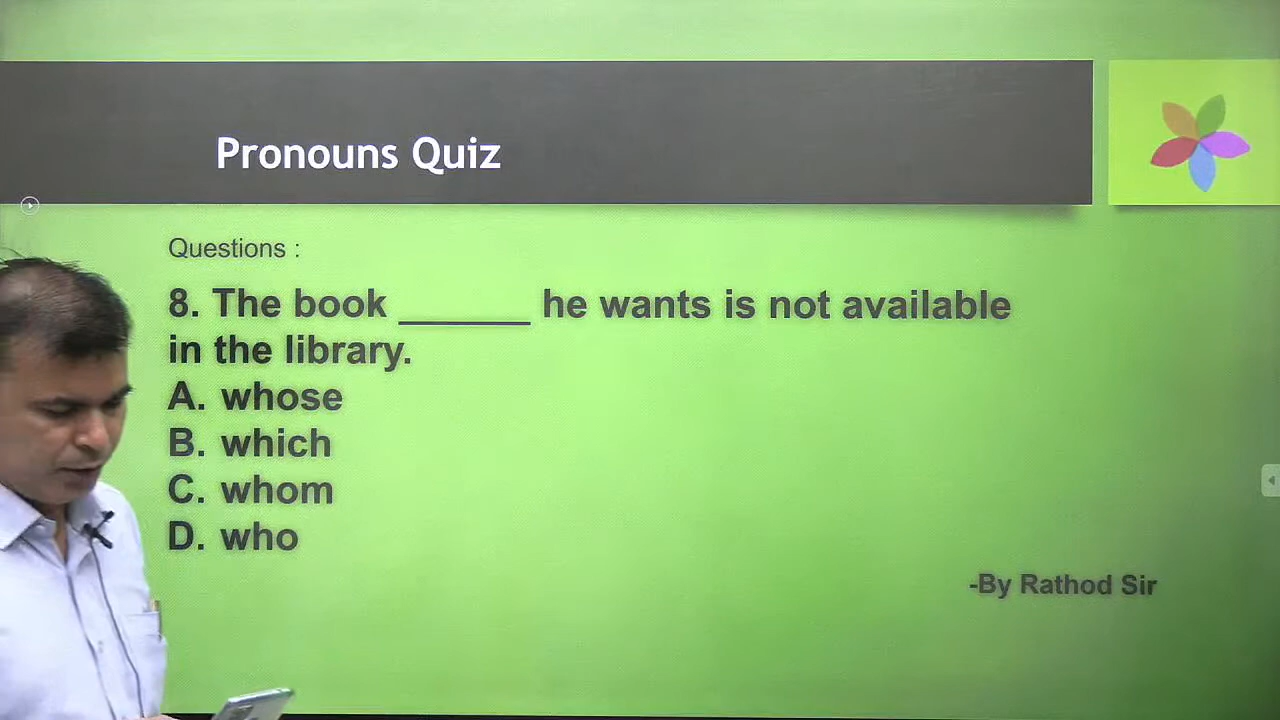 Pronouns Quiz
Questions :
8. The book ______ he wants is not available
in the library.
A. whose
B. which
C. whom
D. who
-By Rathod Sir